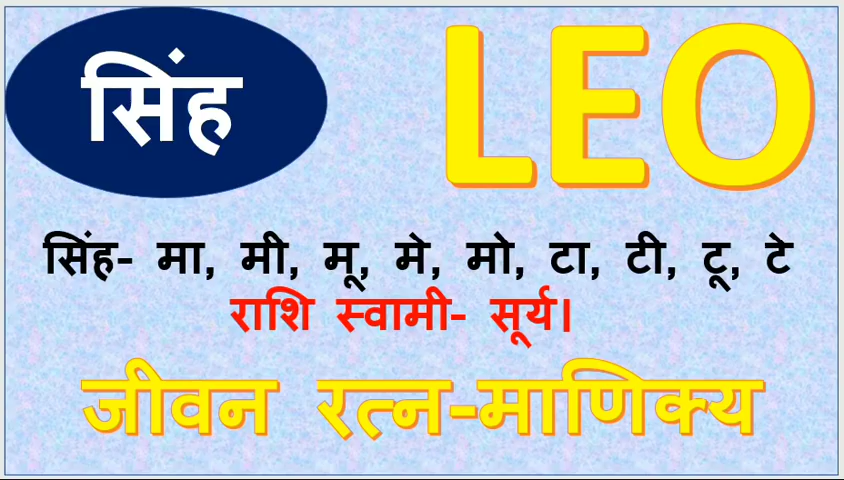 सिंह
LEO
सिंह- मा, मी, मू, मे, मो, टा, टी, टू, टे
राशि स्वामी- सूर्य।
जीवन रत्न-माणिक्य